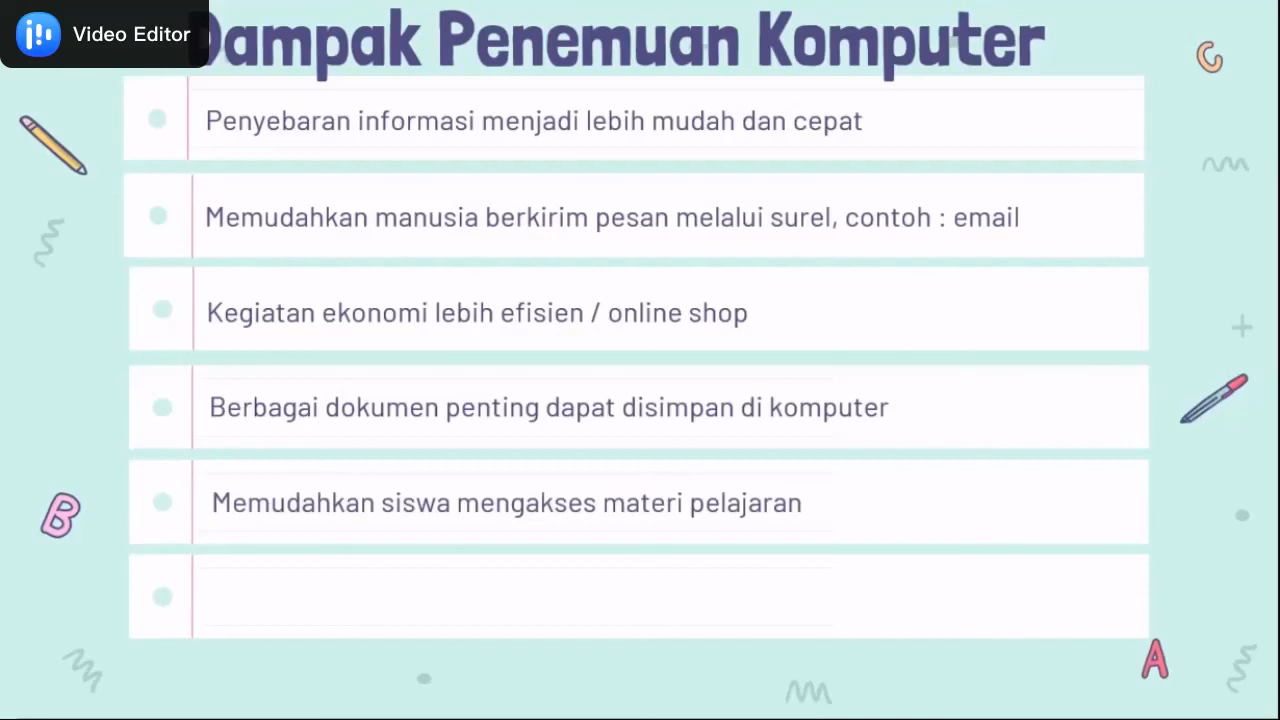 Video Editor
Dampak Penemuan Komputer
Penyebaran informasi menjadi lebih mudah dan cepat
Memudahkan manusia berkirim pesan melalui surel, contoh : email
Kegiatan ekonomi lebih efisien / online shop
Berbagai dokumen penting dapat disimpan di komputer
Memudahkan siswa mengakses materi pelajaran
C
B
A